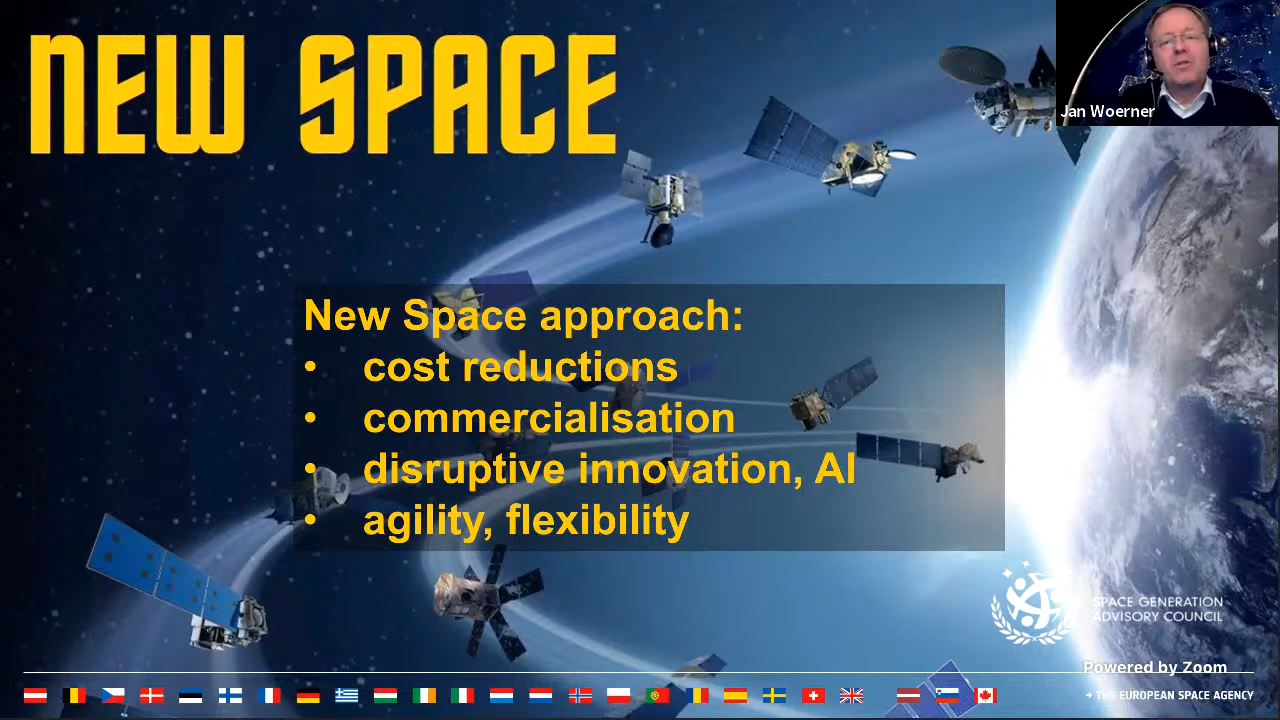 NEW SPACE
Jan Woerner
New Space approach:
• cost reductions
• commercialisation
• disruptive innovation, AI
• agility, flexibility
SPACE GENERATION
ADVISORY COUNCIL
Powered by Zoom
→ THE EUROPEAN SPACE AGENCY